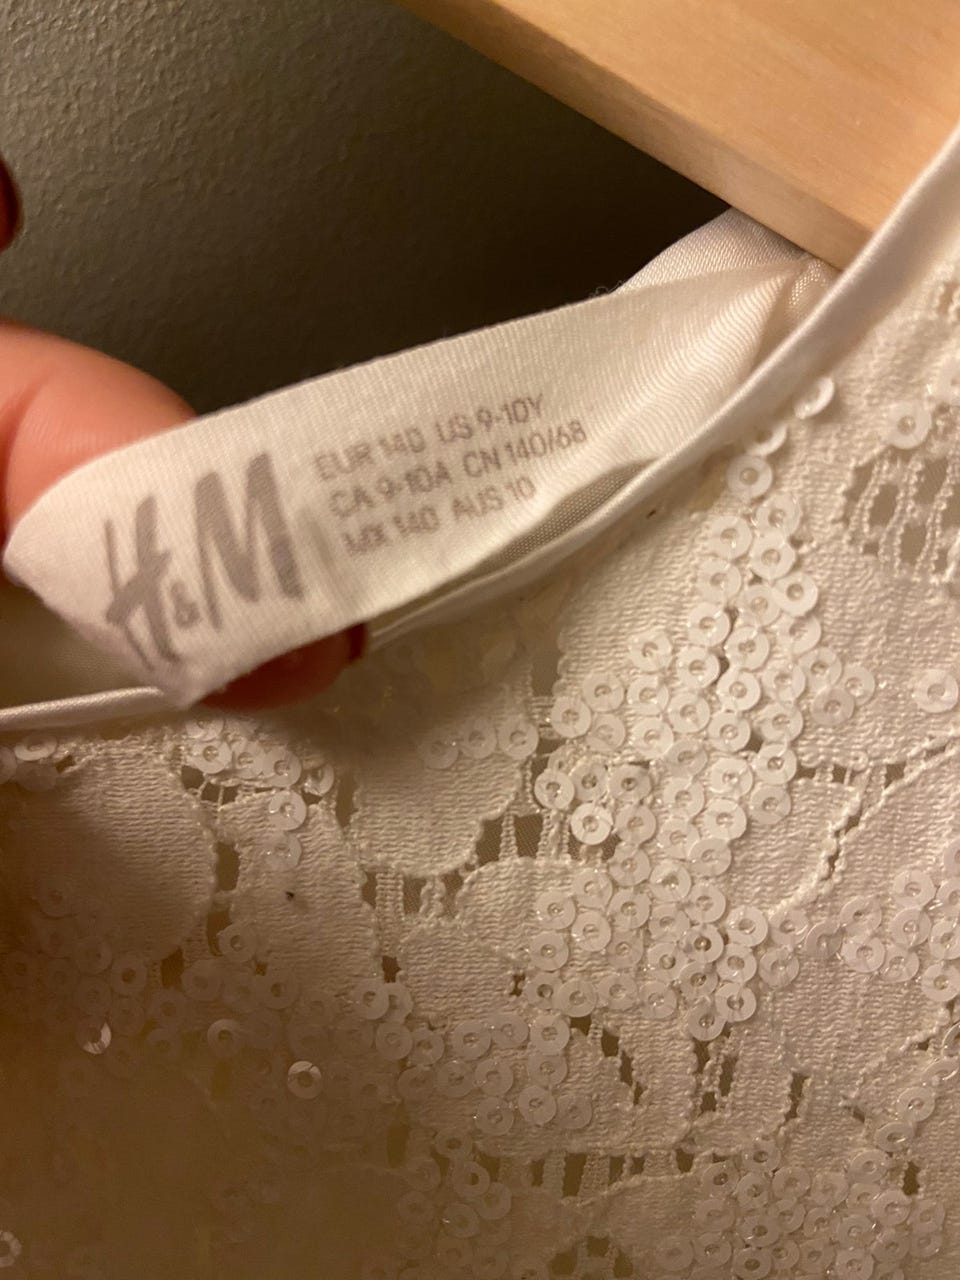 H&M
EUR 140 US 9-10Y
CA 9-10A CN 140/68
MX 140 AUS 10